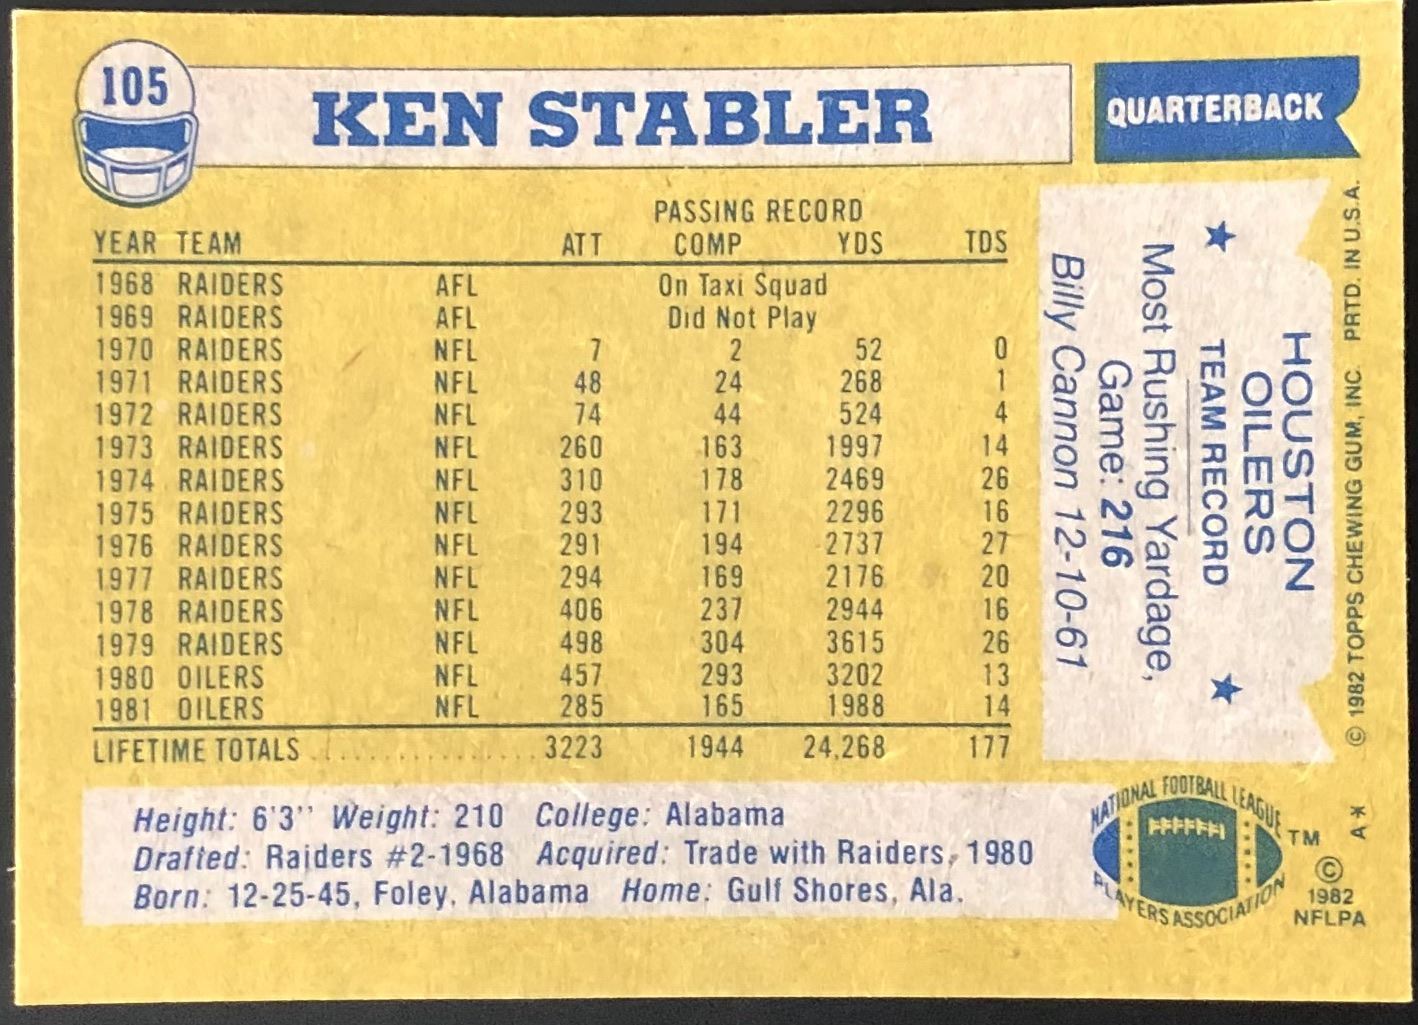 105
KEN STABLER
QUARTERBACK
PASSING RECORD
YEAR TEAM ATT COMP YDS TDS
1968 RAIDERS AFL On Taxi Squad
1969 RAIDERS AFL Did Not Play
1970 RAIDERS NFL 7 2 52 0
1971 RAIDERS NFL 48 24 268 1
1972 RAIDERS NFL 74 44 524 4
1973 RAIDERS NFL 260 163 1997 14
1974 RAIDERS NFL 310 178 2469 26
1975 RAIDERS NFL 293 171 2296 16
1976 RAIDERS NFL 291 194 2737 27
1977 RAIDERS NFL 294 169 2176 20
1978 RAIDERS NFL 406 237 2944 16
1979 RAIDERS NFL 498 304 3615 26
1980 OILERS NFL 457 293 3202 13
1981 OILERS NFL 285 165 1988 14
LIFETIME TOTALS ................ 3223 1944 24,268 177
Height: 6'3" Weight: 210 College: Alabama
Drafted: Raiders #2-1968 Acquired: Trade with Raiders, 1980
Born: 12-25-45, Foley, Alabama Home: Gulf Shores, Ala.
HOUSTON
OILERS
★ TEAM RECORD ★
Most Rushing Yardage,
Game: 216
Billy Cannon 12-10-61
© 1982 TOPPS CHEWING GUM, INC. PRTD. IN U.S.A.
A*
NATIONAL FOOTBALL LEAGUE
PLAYERS ASSOCIATION
TM
©
1982
NFLPA